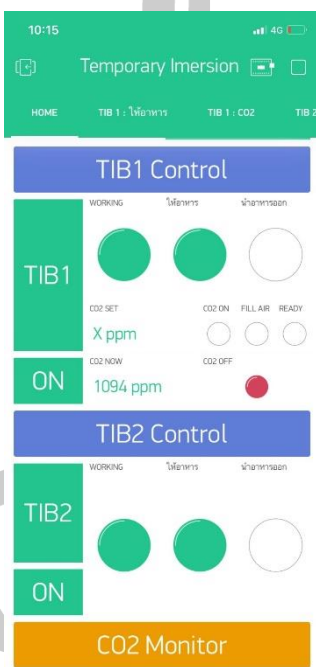 10:15 4G
Temporary Imersion
HOME TIB 1 : ให้อาหาร TIB 1 : CO2 TIB 2
TIB1 Control
WORKING ให้อาหาร นำอาหารออก
TIB1
CO2 SET CO2 ON FILL AIR READY
X ppm
CO2 NOW CO2 OFF
ON 1094 ppm
TIB2 Control
WORKING ให้อาหาร นำอาหารออก
TIB2
ON
CO2 Monitor